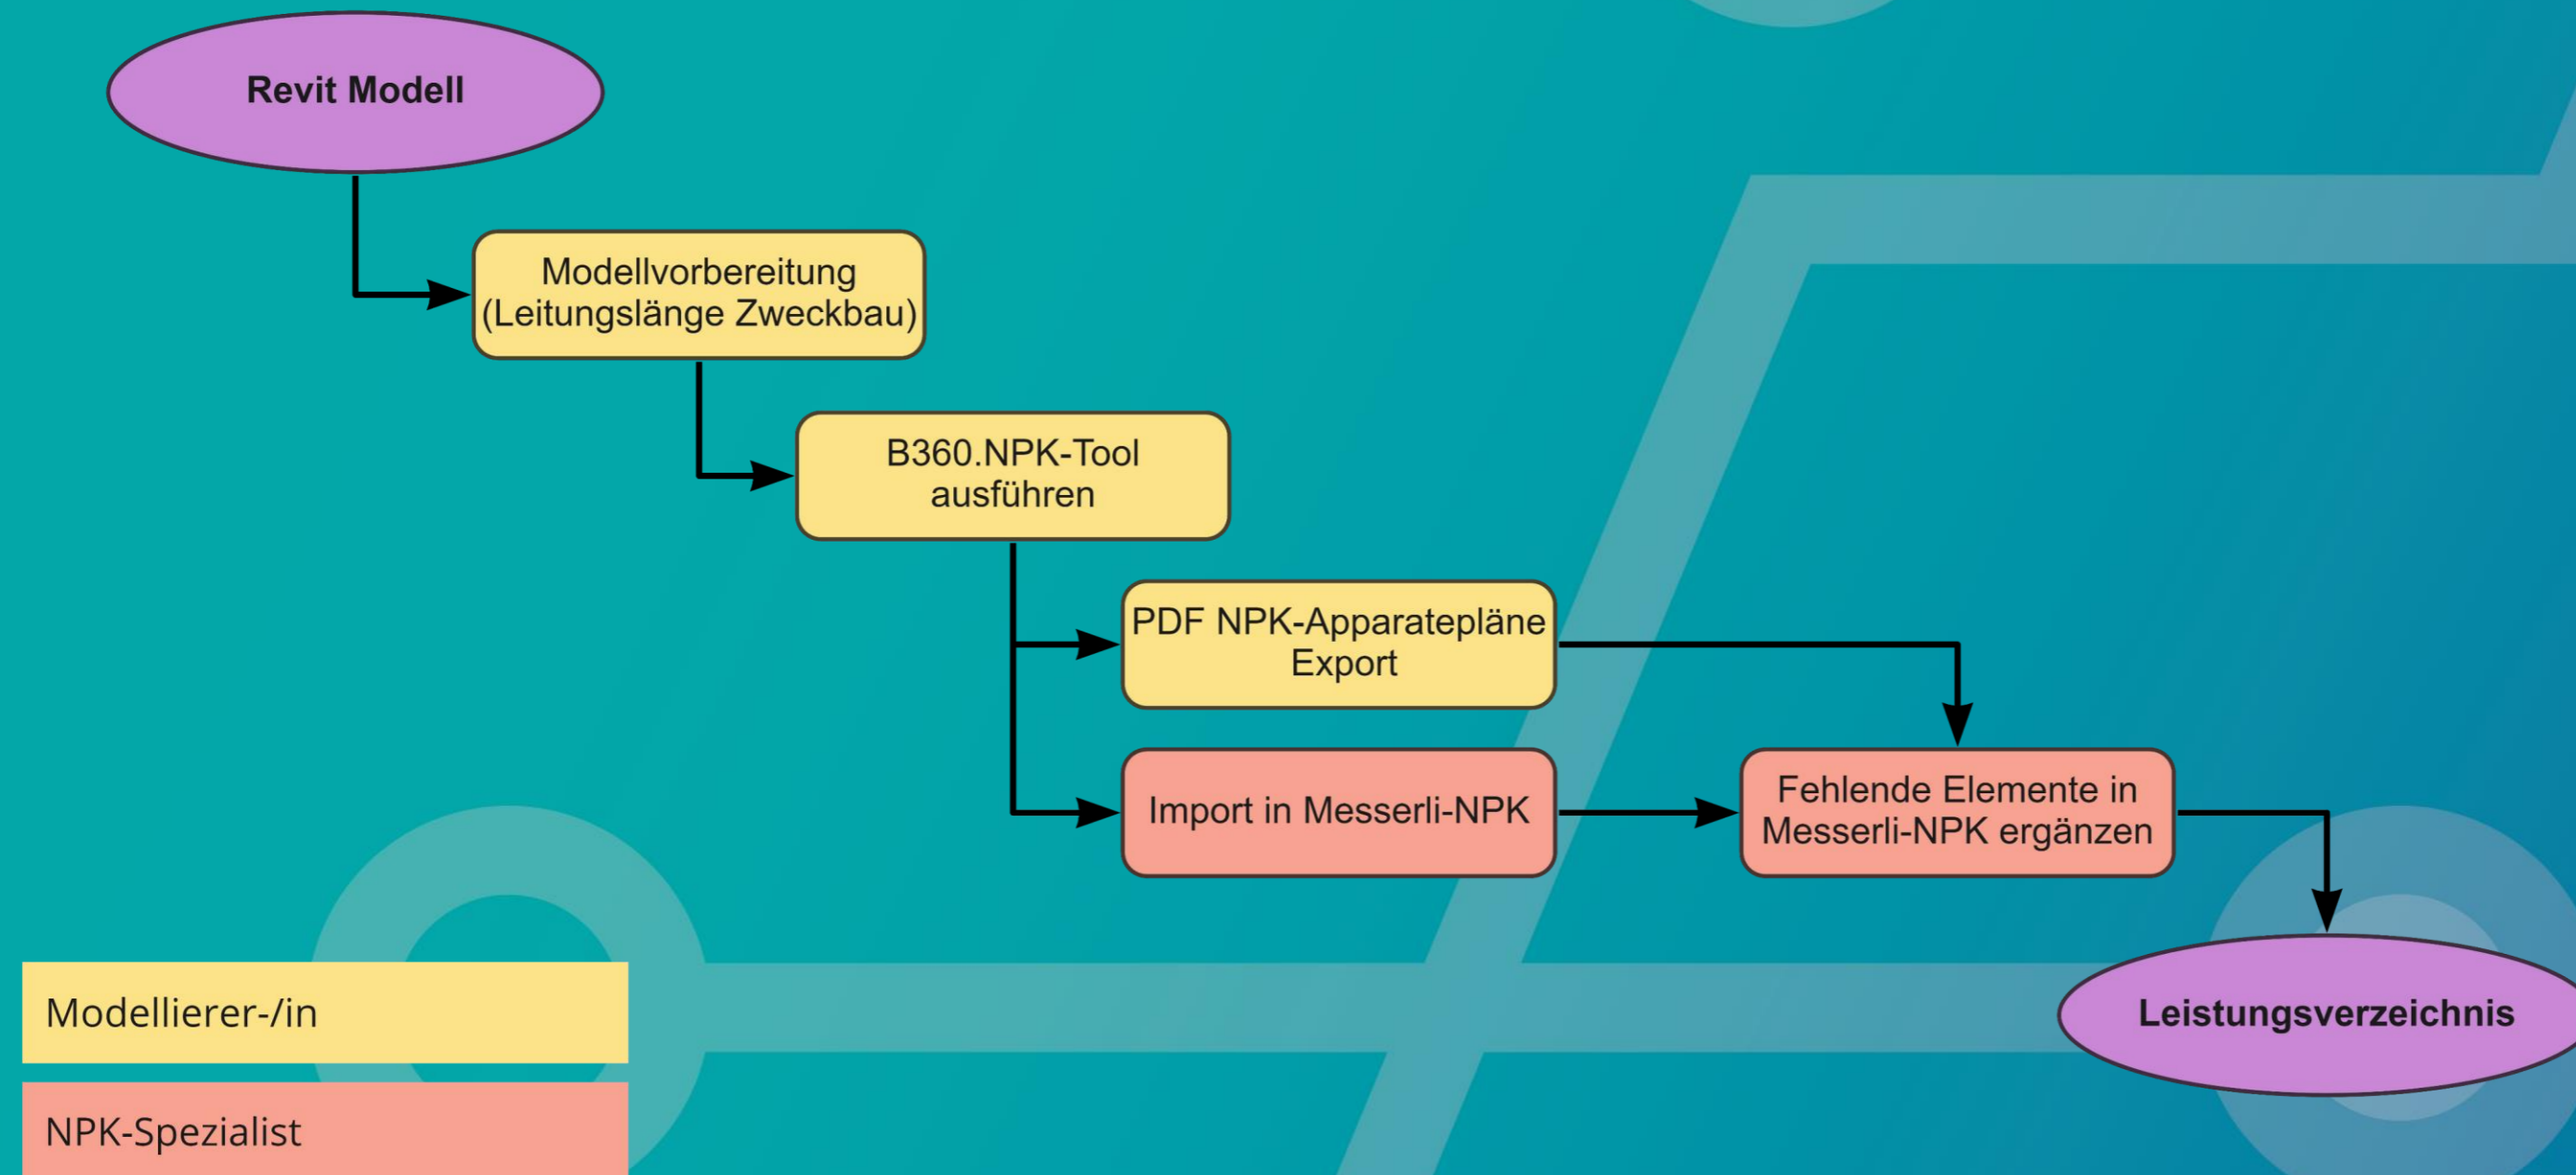 Revit Modell
Modellvorbereitung
(Leitungslänge Zweckbau)
B360.NPK-Tool
ausführen
PDF NPK-Apparatepläne
Export
Import in Messerli-NPK
Fehlende Elemente in
Messerli-NPK ergänzen
Leistungsverzeichnis
Modellierer-/in
NPK-Spezialist